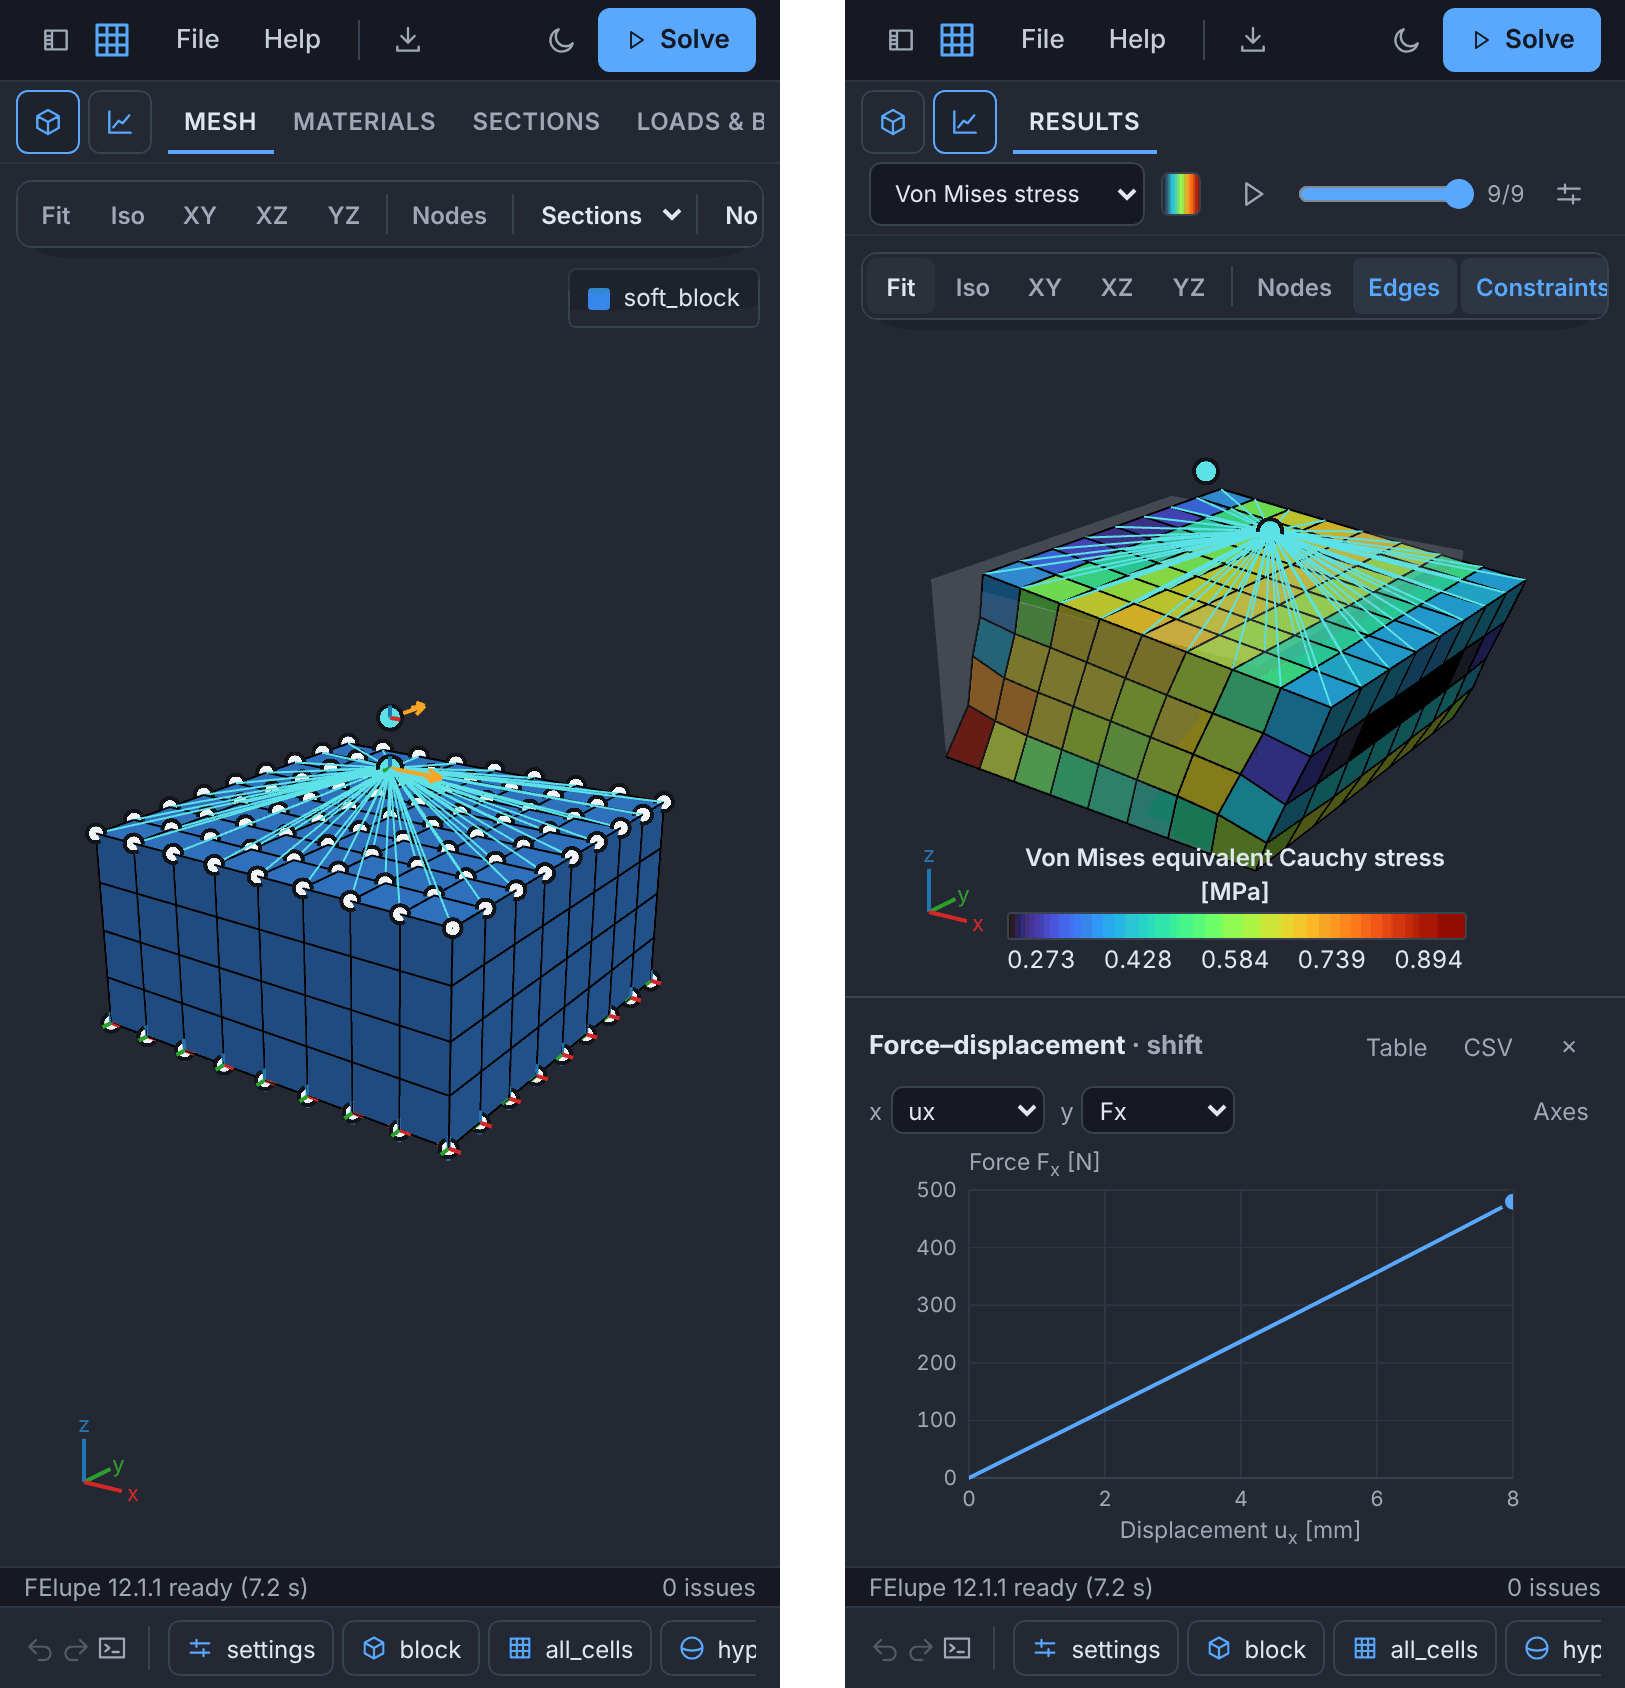 File Help Solve
MESH MATERIALS SECTIONS LOADS & B
Fit Iso XY XZ YZ Nodes Sections No
soft_block
z
y
x
FElupe 12.1.1 ready (7.2 s) 0 issues
settings block all_cells hyp
File Help Solve
RESULTS
Von Mises stress 9/9
Fit Iso XY XZ YZ Nodes Edges Constraints
z
y
x
Von Mises equivalent Cauchy stress
[MPa]
0.273 0.428 0.584 0.739 0.894
Force–displacement · shift Table CSV ×
x ux y Fx Axes
Force Fx [N]
500
400
300
200
100
0
0 2 4 6 8
Displacement ux [mm]
FElupe 12.1.1 ready (7.2 s) 0 issues
settings block all_cells hyp